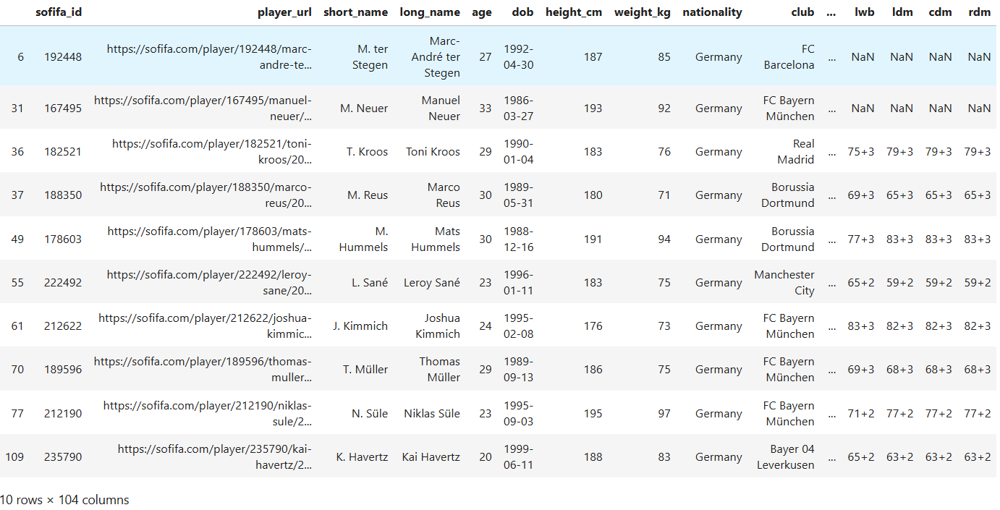 sofifa_id player_url short_name long_name age dob height_cm weight_kg nationality club ... lwb ldm cdm rdm
6 192448 https://sofifa.com/player/192448/marc-andre-te... M. ter Stegen Marc-André ter Stegen 27 1992-04-30 187 85 Germany FC Barcelona ... NaN NaN NaN NaN
31 167495 https://sofifa.com/player/167495/manuel-neuer/... M. Neuer Manuel Neuer 33 1986-03-27 193 92 Germany FC Bayern München ... NaN NaN NaN NaN
36 182521 https://sofifa.com/player/182521/toni-kroos/20... T. Kroos Toni Kroos 29 1990-01-04 183 76 Germany Real Madrid ... 75+3 79+3 79+3 79+3
37 188350 https://sofifa.com/player/188350/marco-reus/20... M. Reus Marco Reus 30 1989-05-31 180 71 Germany Borussia Dortmund ... 69+3 65+3 65+3 65+3
49 178603 https://sofifa.com/player/178603/mats-hummels/... M. Hummels Mats Hummels 30 1988-12-16 191 94 Germany Borussia Dortmund ... 77+3 83+3 83+3 83+3
55 222492 https://sofifa.com/player/222492/leroy-sane/20... L. Sané Leroy Sané 23 1996-01-11 183 75 Germany Manchester City ... 65+2 59+2 59+2 59+2
61 212622 https://sofifa.com/player/212622/joshua-kimmic... J. Kimmich Joshua Kimmich 24 1995-02-08 176 73 Germany FC Bayern München ... 83+3 82+3 82+3 82+3
70 189596 https://sofifa.com/player/189596/thomas-muller... T. Müller Thomas Müller 29 1989-09-13 186 75 Germany FC Bayern München ... 69+3 68+3 68+3 68+3
77 212190 https://sofifa.com/player/212190/niklas-sule/2... N. Süle Niklas Süle 23 1995-09-03 195 97 Germany FC Bayern München ... 71+2 77+2 77+2 77+2
109 235790 https://sofifa.com/player/235790/kai-havertz/2... K. Havertz Kai Havertz 20 1999-06-11 188 83 Germany Bayer 04 Leverkusen ... 65+2 63+2 63+2 63+2
10 rows × 104 columns